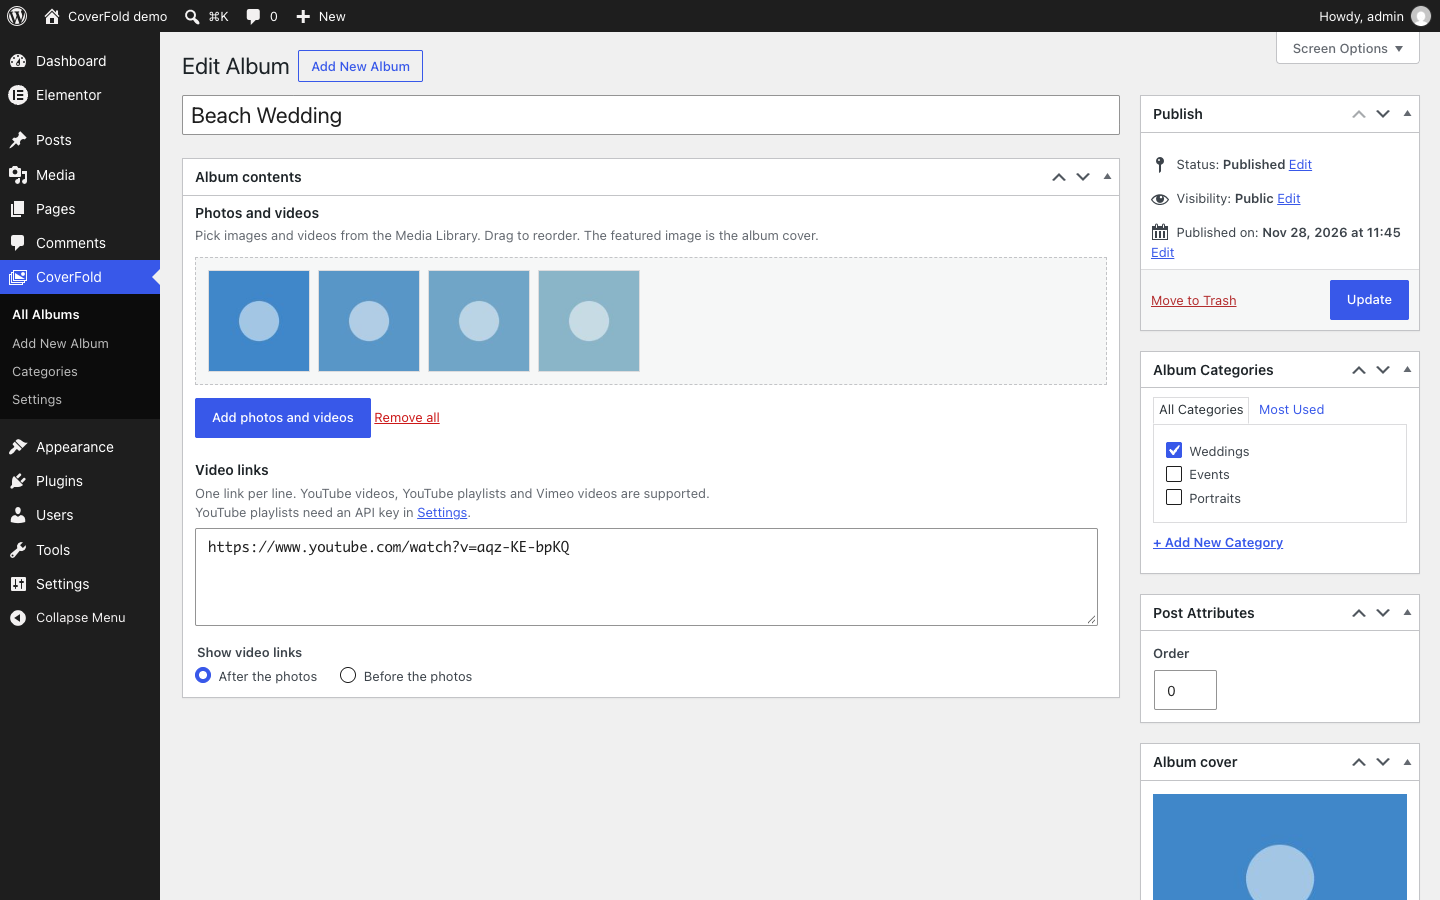 CoverFold demo
⌘K
0
New
Howdy, admin
Dashboard
Elementor
Posts
Media
Pages
Comments
CoverFold
All Albums
Add New Album
Categories
Settings
Appearance
Plugins
Users
Tools
Settings
Collapse Menu
Screen Options
Edit Album
Add New Album
Beach Wedding
Album contents
Photos and videos
Pick images and videos from the Media Library. Drag to reorder. The featured image is the album cover.
Add photos and videos Remove all
Video links
One link per line. YouTube videos, YouTube playlists and Vimeo videos are supported.
YouTube playlists need an API key in Settings.
https://www.youtube.com/watch?v=aqz-KE-bpKQ
Show video links
After the photos
Before the photos
Publish
Status: Published Edit
Visibility: Public Edit
Published on: Nov 28, 2026 at 11:45
Edit
Move to Trash
Update
Album Categories
All Categories
Most Used
Weddings
Events
Portraits
+ Add New Category
Post Attributes
Order
0
Album cover